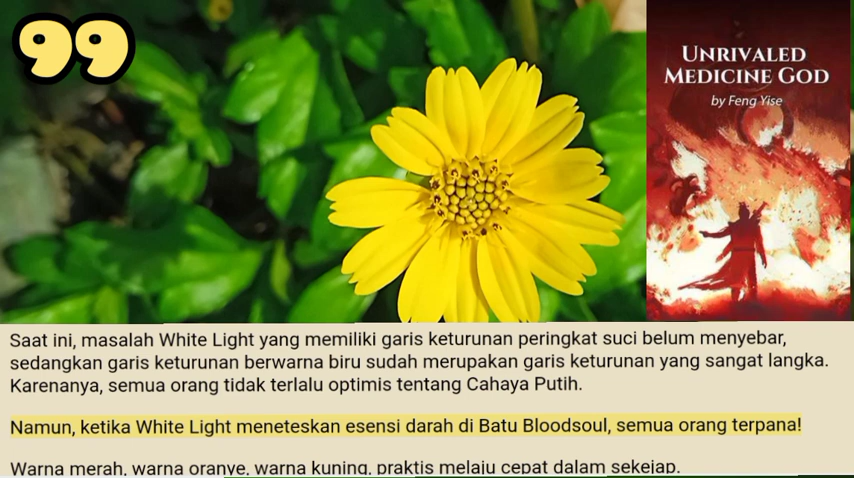 99
UNRIVALED
MEDICINE GOD
by Feng Yise
Saat ini, masalah White Light yang memiliki garis keturunan peringkat suci belum menyebar,
sedangkan garis keturunan berwarna biru sudah merupakan garis keturunan yang sangat langka.
Karenanya, semua orang tidak terlalu optimis tentang Cahaya Putih.
Namun, ketika White Light meneteskan esensi darah di Batu Bloodsoul, semua orang terpana!
Warna merah, warna oranye, warna kuning, praktis melaju cepat dalam sekejap.